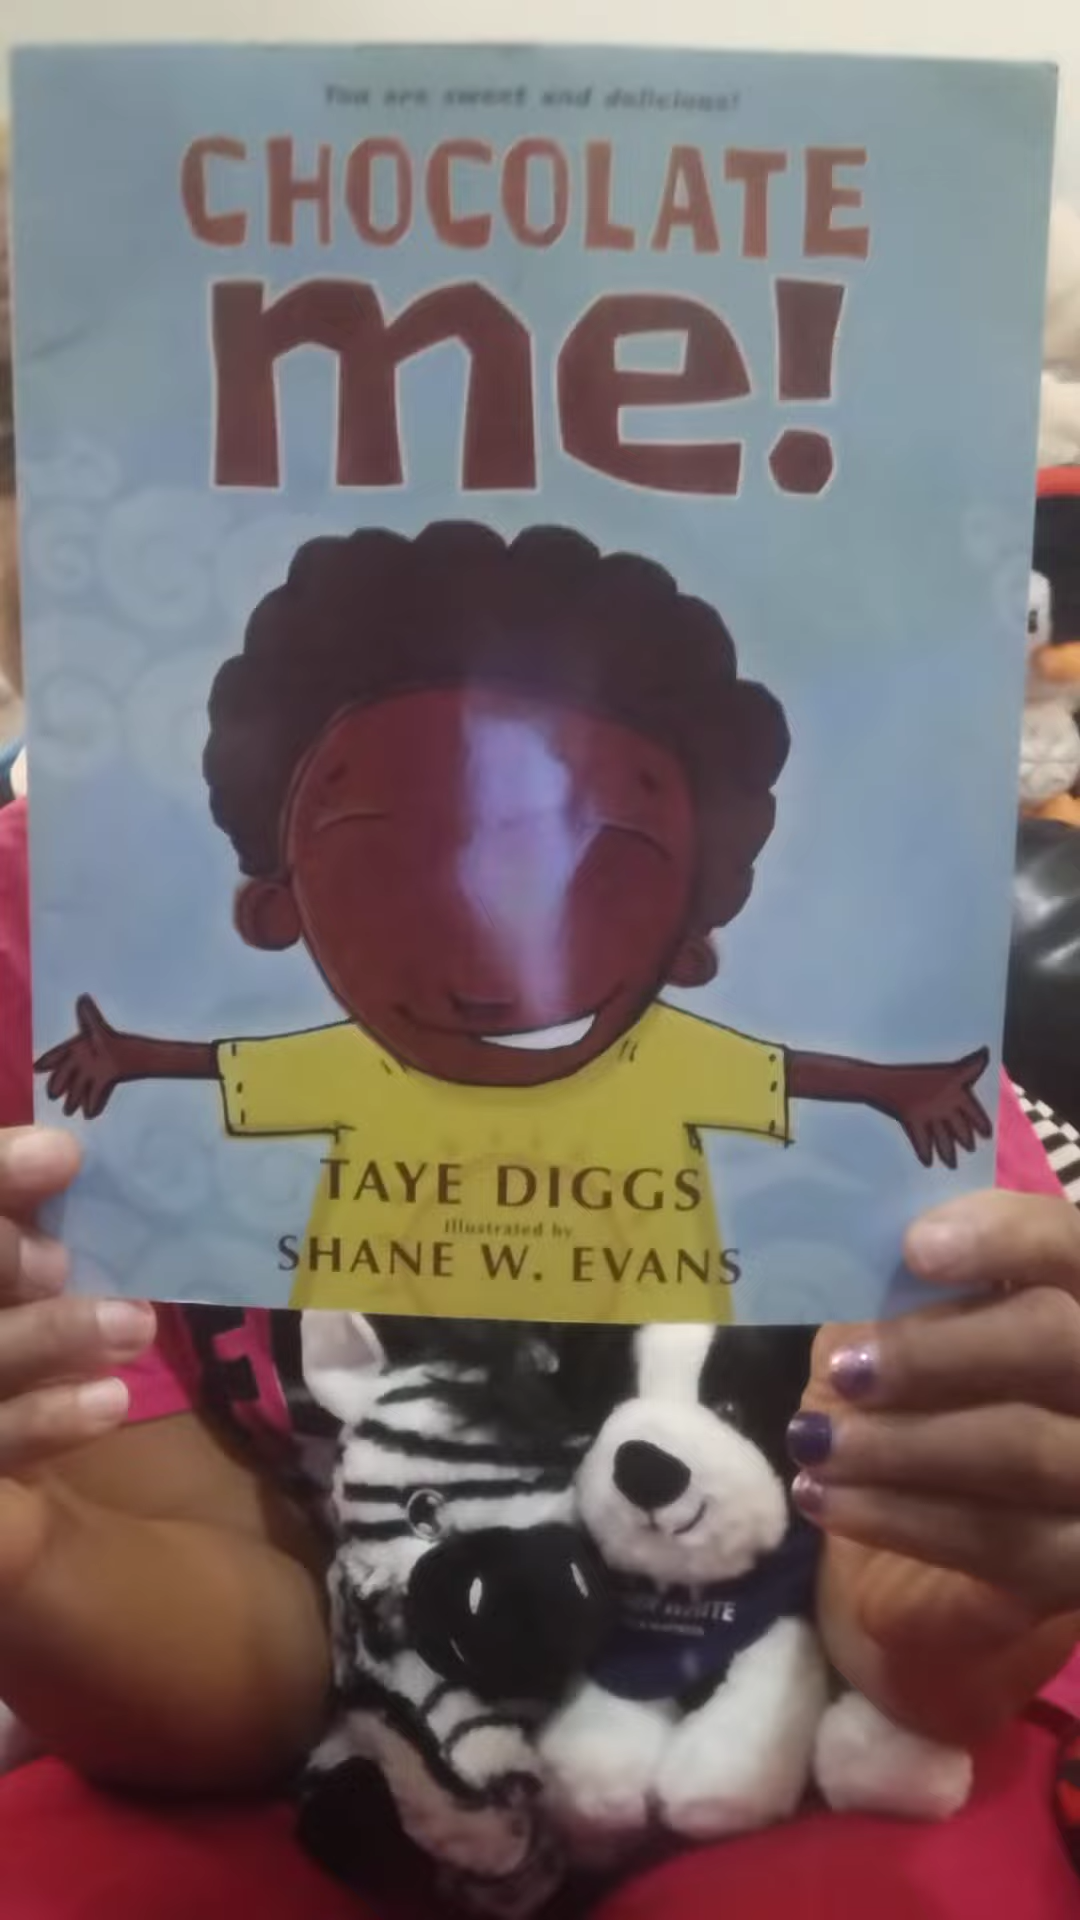 You are sweet and delicious!
CHOCOLATE
me!
TAYE DIGGS
illustrated by
SHANE W. EVANS